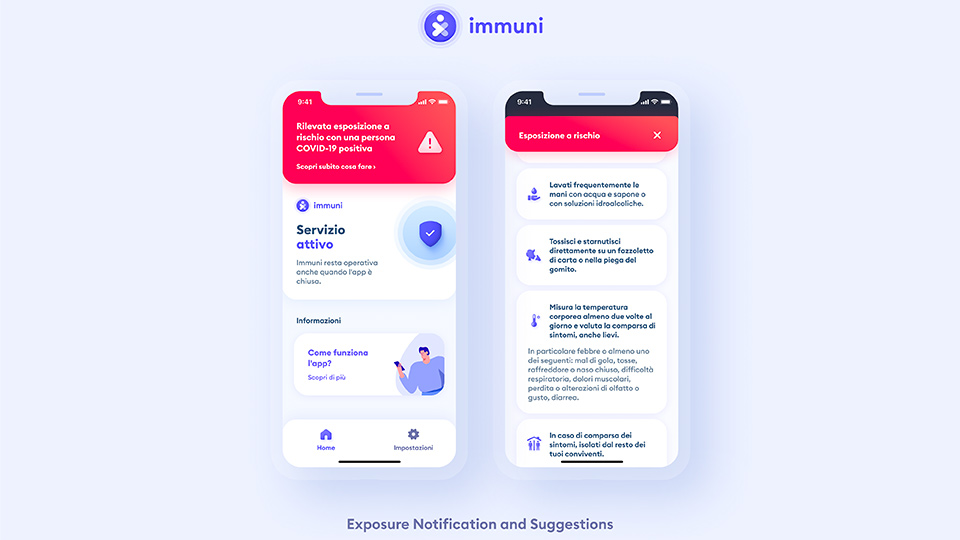 immuni
9:41
Rilevata esposizione a
rischio con una persona
COVID-19 positiva
Scopri subito cosa fare ›
immuni
Servizio
attivo
Immuni resta operativa
anche quando l'app è
chiusa.
Informazioni
Come funziona
l'app?
Scopri di più
Home
Impostazioni
9:41
Esposizione a rischio
Lavati frequentemente le
mani con acqua e sapone o
con soluzioni idroalcoliche.
Tossisci e starnutisci
direttamente su un fazzoletto
di carta o nella piega del
gomito.
Misura la temperatura
corporea almeno due volte al
giorno e valuta la comparsa di
sintomi, anche lievi.
In particolare febbre o almeno uno
dei seguenti: mal di gola, tosse,
raffreddore o naso chiuso, difficoltà
respiratoria, dolori muscolari,
perdita o alterazioni di olfatto o
gusto, diarrea.
In caso di comparsa dei
sintomi, isolati dal resto dei
tuoi conviventi.
Exposure Notification and Suggestions